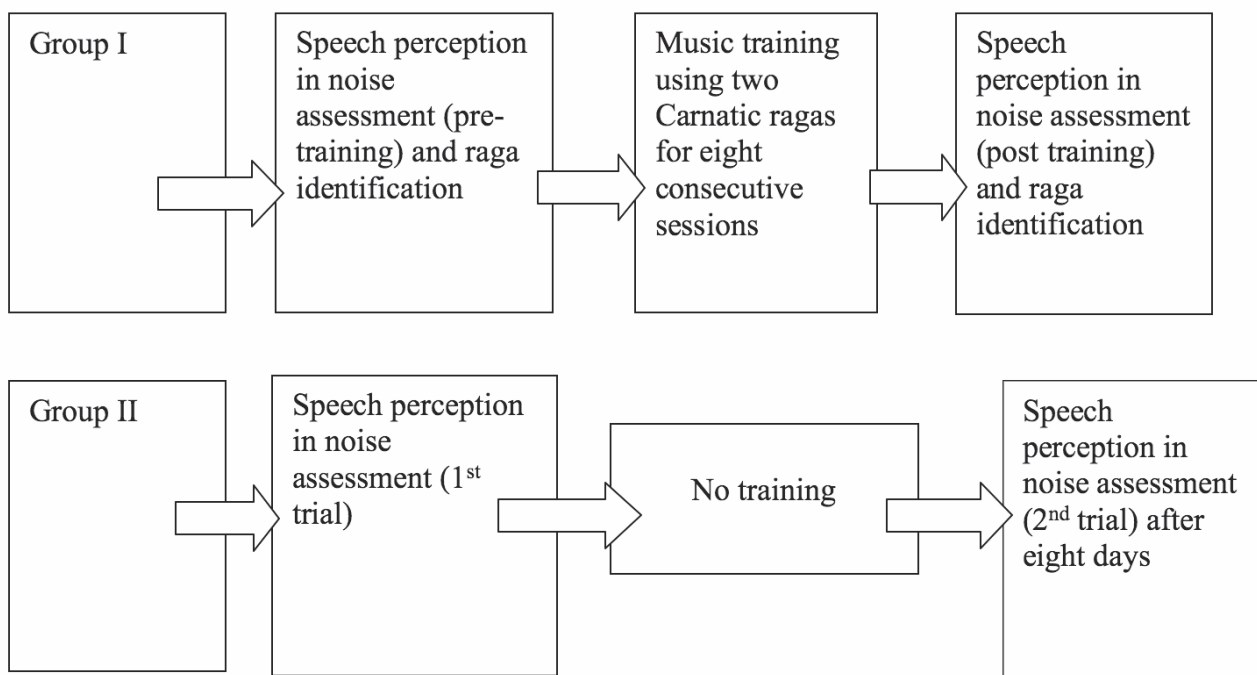 Group I
Speech perception
in noise
assessment (pre-
training) and raga
identification
Music training
using two
Carnatic ragas
for eight
consecutive
sessions
Speech
perception in
noise assessment
(post training)
and raga
identification
Group II
Speech perception
in noise
assessment (1st
trial)
No training
Speech
perception in
noise assessment
(2nd trial) after
eight days